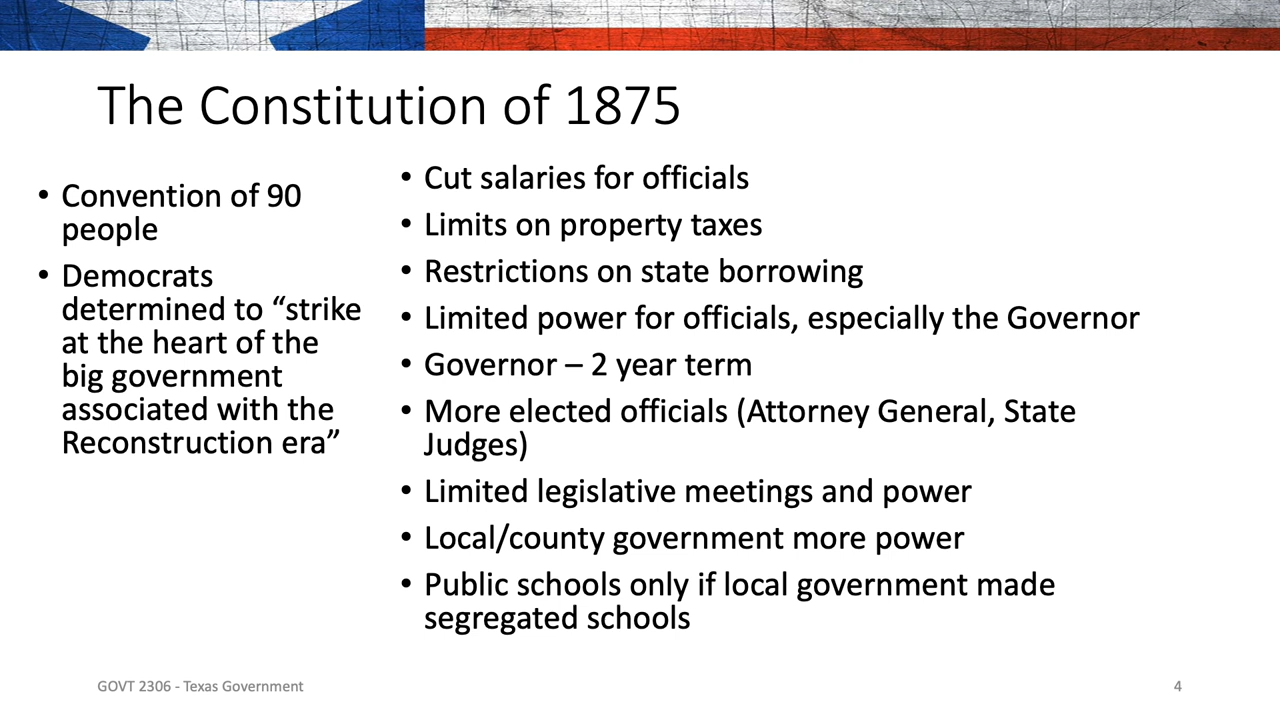 The Constitution of 1875
• Convention of 90
people
• Democrats
determined to “strike
at the heart of the
big government
associated with the
Reconstruction era”
• Cut salaries for officials
• Limits on property taxes
• Restrictions on state borrowing
• Limited power for officials, especially the Governor
• Governor – 2 year term
• More elected officials (Attorney General, State
Judges)
• Limited legislative meetings and power
• Local/county government more power
• Public schools only if local government made
segregated schools
GOVT 2306 - Texas Government
4